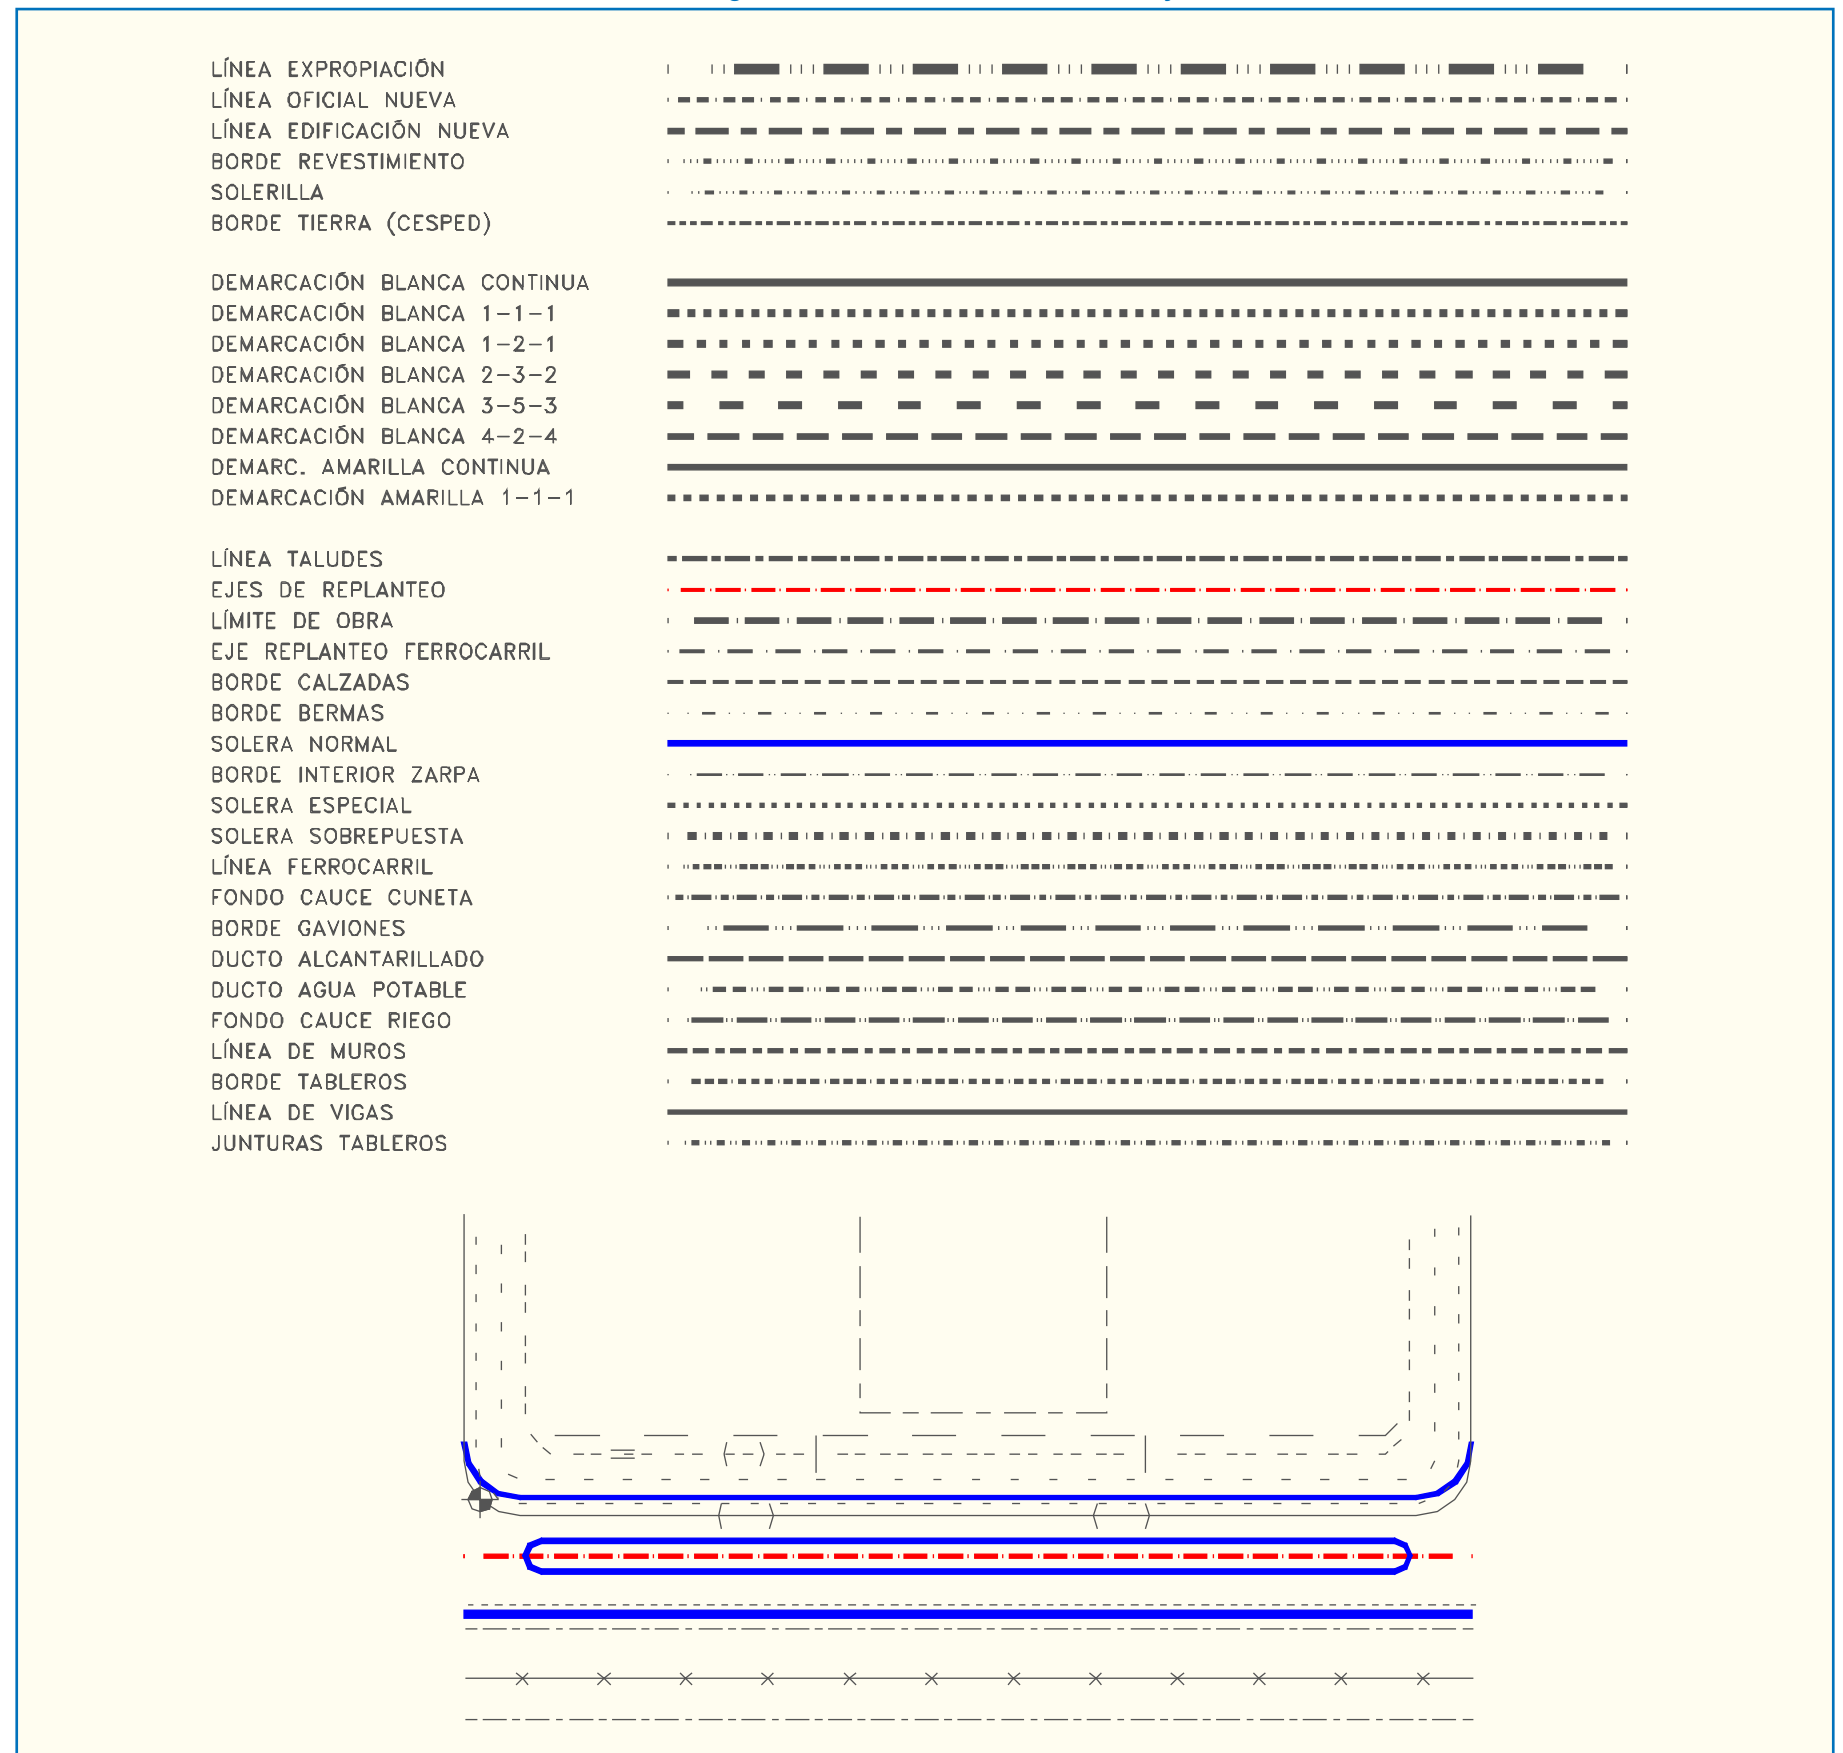 LÍNEA EXPROPIACIÓN
LÍNEA OFICIAL NUEVA
LÍNEA EDIFICACIÓN NUEVA
BORDE REVESTIMIENTO
SOLERILLA
BORDE TIERRA (CESPED)
DEMARCACIÓN BLANCA CONTINUA
DEMARCACIÓN BLANCA 1-1-1
DEMARCACIÓN BLANCA 1-2-1
DEMARCACIÓN BLANCA 2-3-2
DEMARCACIÓN BLANCA 3-5-3
DEMARCACIÓN BLANCA 4-2-4
DEMARC. AMARILLA CONTINUA
DEMARCACIÓN AMARILLA 1-1-1
LÍNEA TALUDES
EJES DE REPLANTEO
LÍMITE DE OBRA
EJE REPLANTEO FERROCARRIL
BORDE CALZADAS
BORDE BERMAS
SOLERA NORMAL
BORDE INTERIOR ZARPA
SOLERA ESPECIAL
SOLERA SOBREPUESTA
LÍNEA FERROCARRIL
FONDO CAUCE CUNETA
BORDE GAVIONES
DUCTO ALCANTARILLADO
DUCTO AGUA POTABLE
FONDO CAUCE RIEGO
LÍNEA DE MUROS
BORDE TABLEROS
LÍNEA DE VIGAS
JUNTURAS TABLEROS